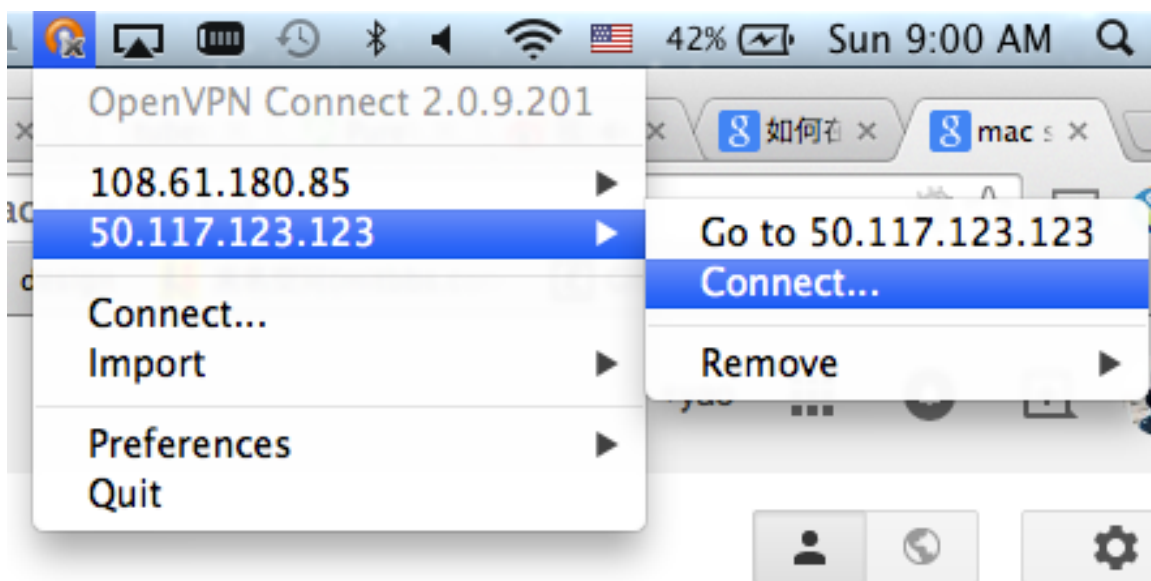 42% Sun 9:00 AM
OpenVPN Connect 2.0.9.201
如何在
mac s
108.61.180.85
50.117.123.123
Go to 50.117.123.123
Connect...
Connect...
Import
Remove
Preferences
Quit